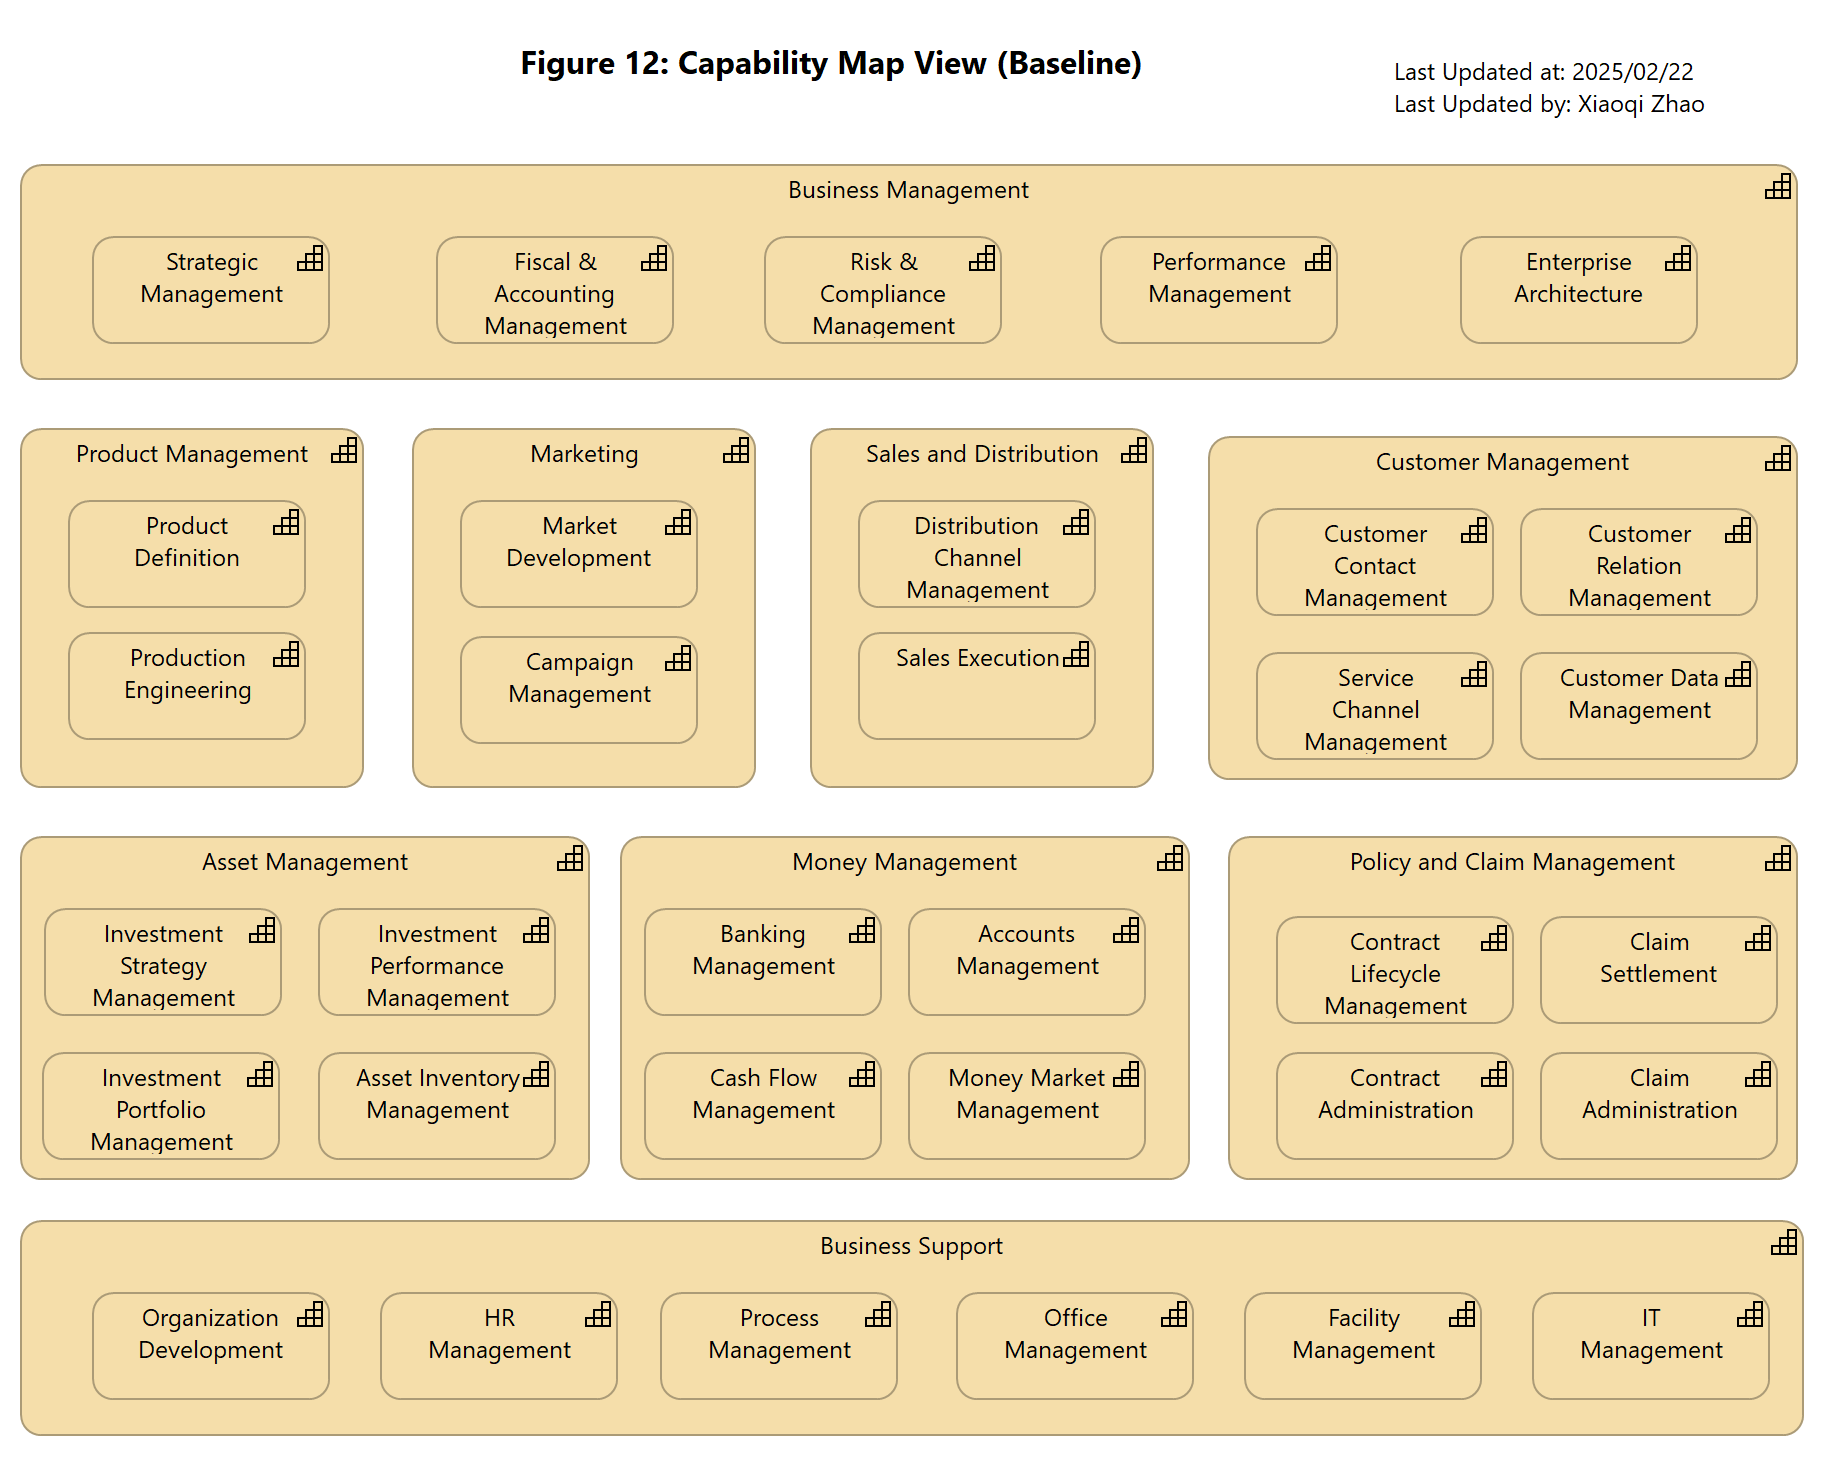 Figure 12: Capability Map View (Baseline)
Last Updated at: 2025/02/22
Last Updated by: Xiaoqi Zhao
Business Management
Strategic
Management
Fiscal &
Accounting
Management
Risk &
Compliance
Management
Performance
Management
Enterprise
Architecture
Product Management
Product
Definition
Production
Engineering
Marketing
Market
Development
Campaign
Management
Sales and Distribution
Distribution
Channel
Management
Sales Execution
Customer Management
Customer
Contact
Management
Customer
Relation
Management
Service
Channel
Management
Customer Data
Management
Asset Management
Investment
Strategy
Management
Investment
Performance
Management
Investment
Portfolio
Management
Asset Inventory
Management
Money Management
Banking
Management
Accounts
Management
Cash Flow
Management
Money Market
Management
Policy and Claim Management
Contract
Lifecycle
Management
Claim
Settlement
Contract
Administration
Claim
Administration
Business Support
Organization
Development
HR
Management
Process
Management
Office
Management
Facility
Management
IT
Management